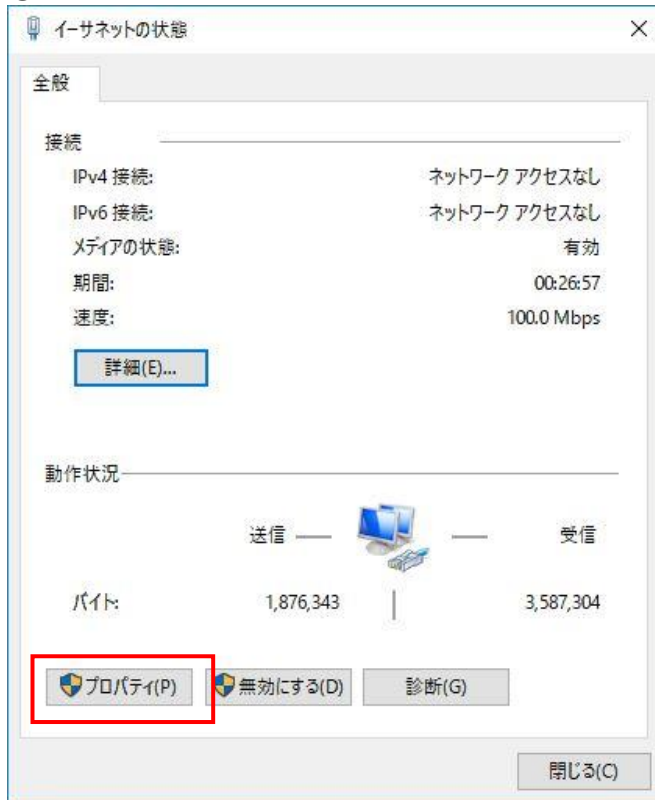 イーサネットの状態
全般
接続
IPv4 接続: ネットワーク アクセスなし
IPv6 接続: ネットワーク アクセスなし
メディアの状態: 有効
期間: 00:26:57
速度: 100.0 Mbps
詳細(E)...
動作状況
送信 受信
バイト: 1,876,343 3,587,304
プロパティ(P) 無効にする(D) 診断(G)
閉じる(C)